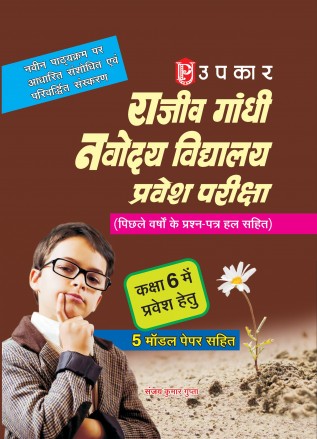 नवीन पाठ्यक्रम पर
आधारित संशोधित एवं
परिवर्द्धित संस्करण
उपकार
राजीव गांधी
नवोदय विद्यालय
प्रवेश परीक्षा
(पिछले वर्षों के प्रश्न-पत्र हल सहित)
कक्षा 6 में
प्रवेश हेतु
5 मॉडल पेपर सहित
संजय कुमार गुप्ता